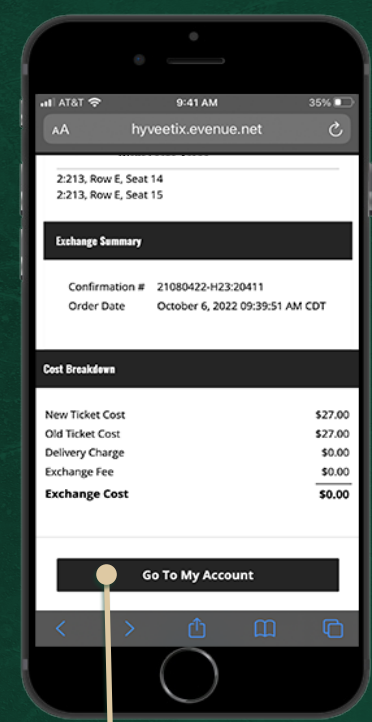 AT&T 9:41 AM 35%
AA hyveetix.evenue.net
2:213, Row E, Seat 14
2:213, Row E, Seat 15
Exchange Summary
Confirmation # 21080422-H23:20411
Order Date October 6, 2022 09:39:51 AM CDT
Cost Breakdown
New Ticket Cost $27.00
Old Ticket Cost $27.00
Delivery Charge $0.00
Exchange Fee $0.00
Exchange Cost $0.00
Go To My Account